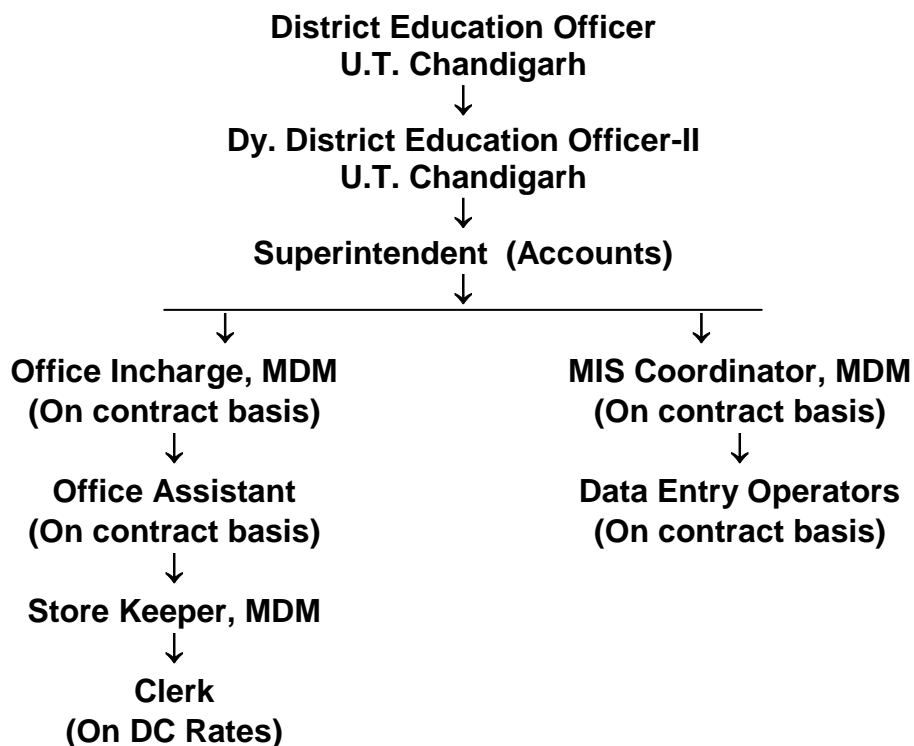 District Education Officer
U.T. Chandigarh
Dy. District Education Officer-II
U.T. Chandigarh
Superintendent (Accounts)
Office Incharge, MDM
(On contract basis)
Office Assistant
(On contract basis)
Store Keeper, MDM
Clerk
(On DC Rates)
MIS Coordinator, MDM
(On contract basis)
Data Entry Operators
(On contract basis)